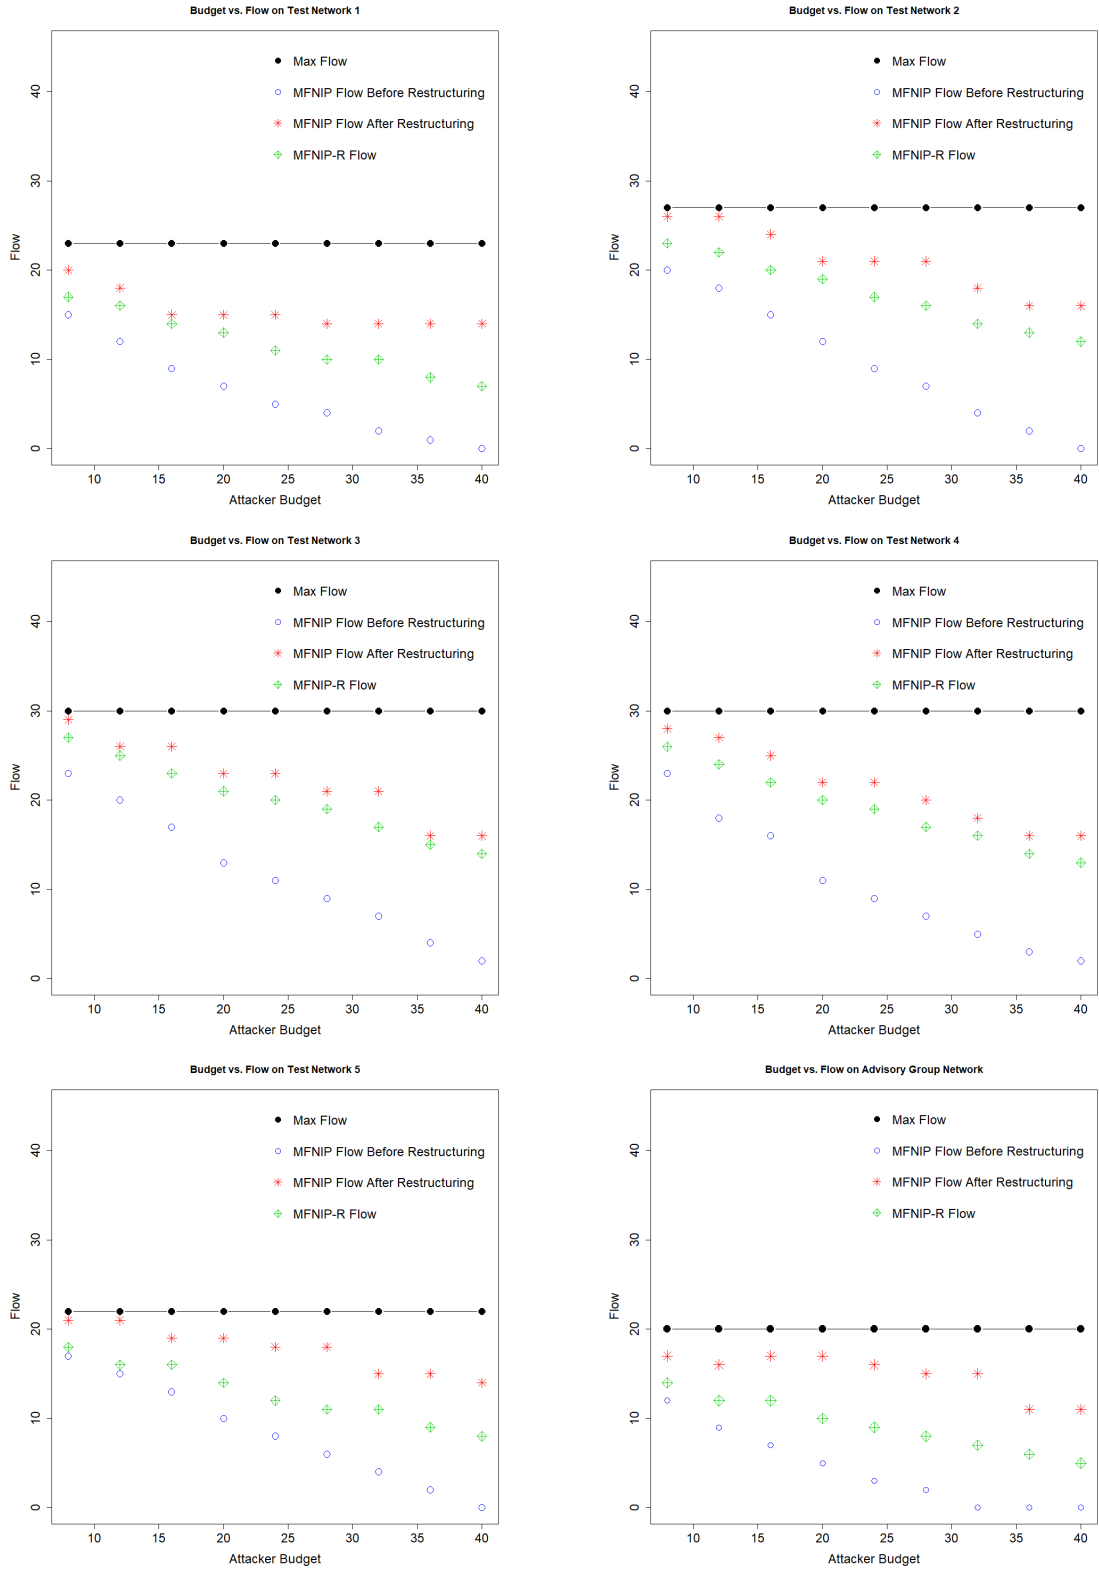 Budget vs. Flow on Test Network 1
Max Flow
MFNIP Flow Before Restructuring
MFNIP Flow After Restructuring
MFNIP-R Flow
Flow
0
10
20
30
40
10
15
20
25
30
35
40
Attacker Budget
Budget vs. Flow on Test Network 2
Max Flow
MFNIP Flow Before Restructuring
MFNIP Flow After Restructuring
MFNIP-R Flow
Flow
0
10
20
30
40
10
15
20
25
30
35
40
Attacker Budget
Budget vs. Flow on Test Network 3
Max Flow
MFNIP Flow Before Restructuring
MFNIP Flow After Restructuring
MFNIP-R Flow
Flow
0
10
20
30
40
10
15
20
25
30
35
40
Attacker Budget
Budget vs. Flow on Test Network 4
Max Flow
MFNIP Flow Before Restructuring
MFNIP Flow After Restructuring
MFNIP-R Flow
Flow
0
10
20
30
40
10
15
20
25
30
35
40
Attacker Budget
Budget vs. Flow on Test Network 5
Max Flow
MFNIP Flow Before Restructuring
MFNIP Flow After Restructuring
MFNIP-R Flow
Flow
0
10
20
30
40
10
15
20
25
30
35
40
Attacker Budget
Budget vs. Flow on Advisory Group Network
Max Flow
MFNIP Flow Before Restructuring
MFNIP Flow After Restructuring
MFNIP-R Flow
Flow
0
10
20
30
40
10
15
20
25
30
35
40
Attacker Budget